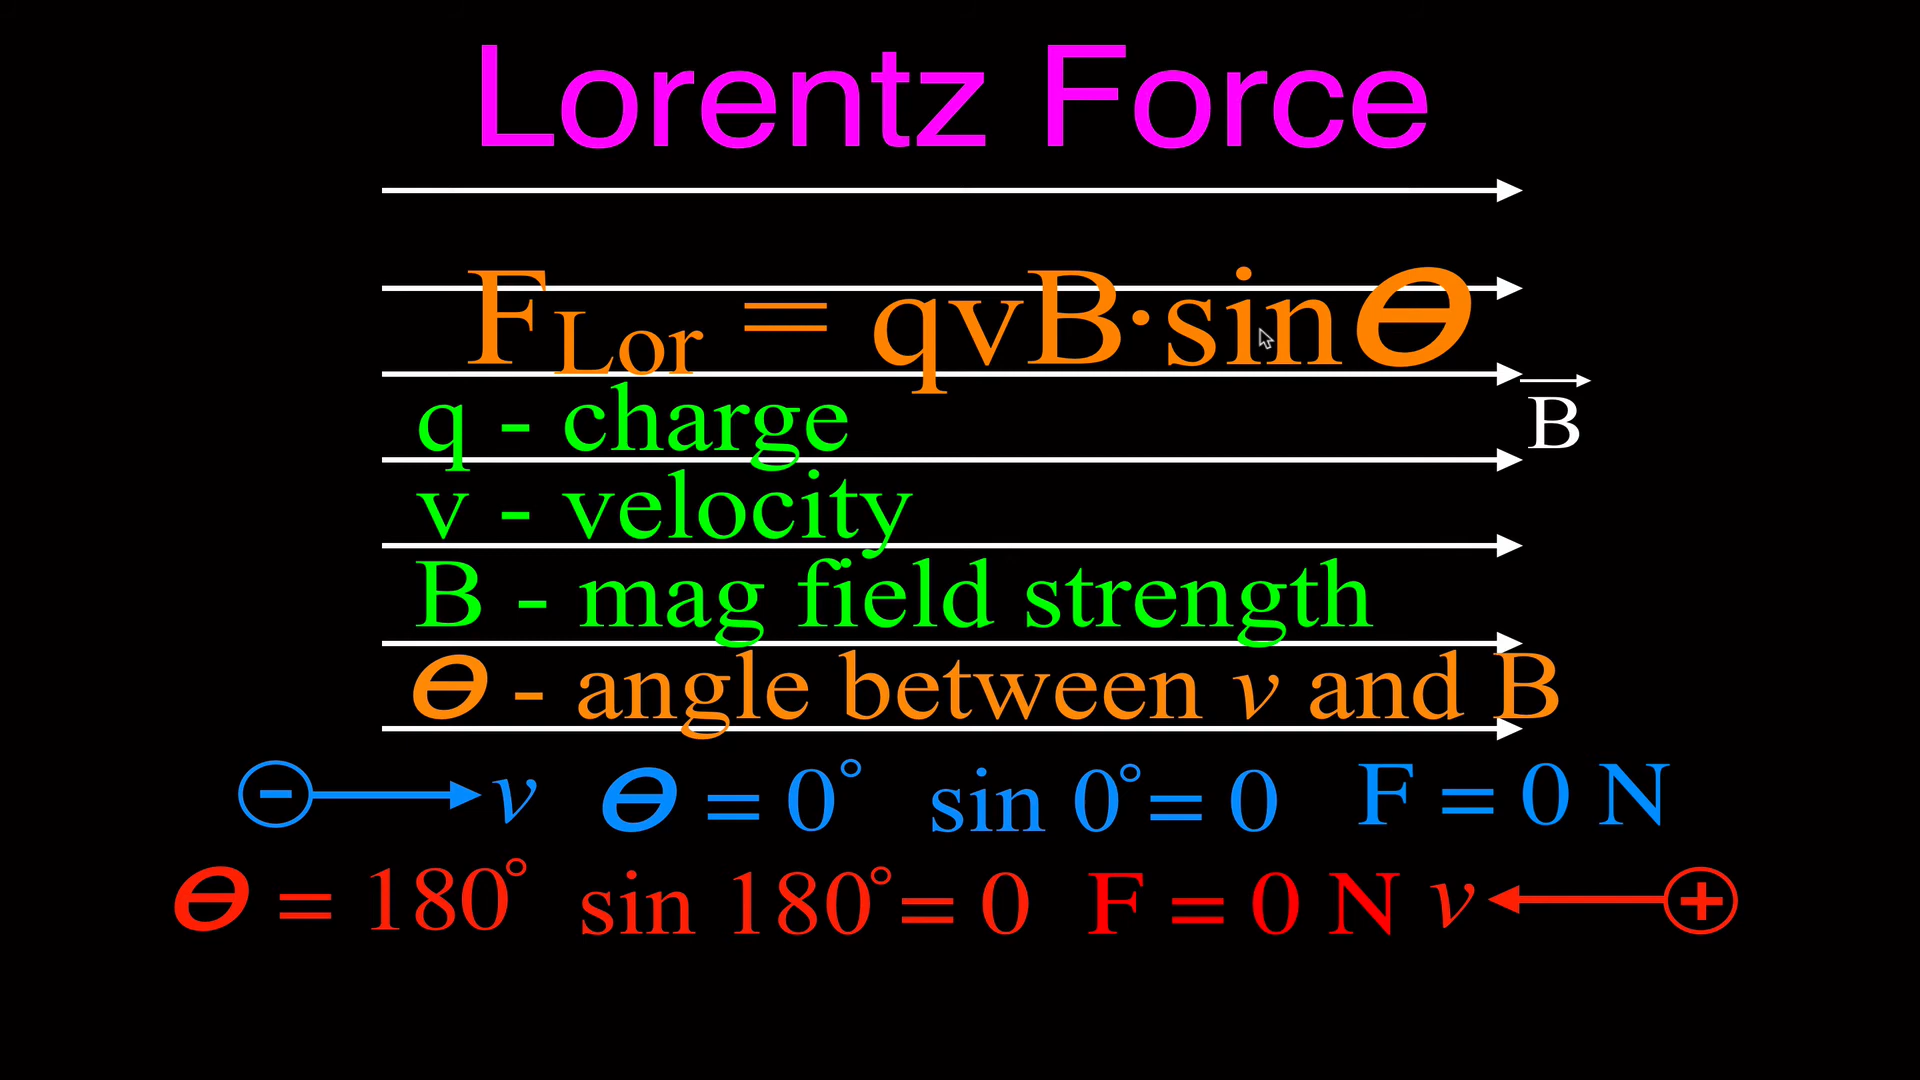 Lorentz Force
F_Lor = qvB·sinΘ
B
q - charge
v - velocity
B - mag field strength
Θ - angle between v and B
- v Θ = 0° sin 0° = 0 F = 0 N
Θ = 180° sin 180° = 0 F = 0 N v +